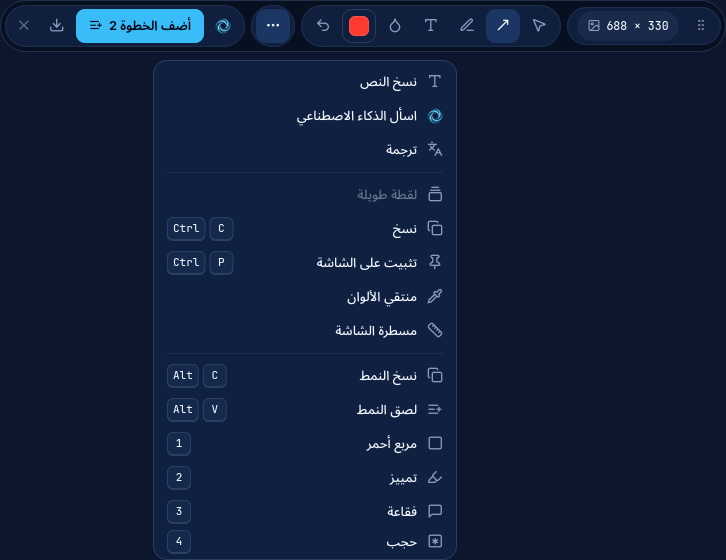 688 × 330
أضف الخطوة 2
نسخ النص
اسأل الذكاء الاصطناعي
ترجمة
لقطة طويلة
نسخ Ctrl C
تثبيت على الشاشة Ctrl P
منتقي الألوان
مسطرة الشاشة
نسخ النمط Alt C
لصق النمط Alt V
مربع أحمر 1
تمييز 2
فقاعة 3
حجب 4